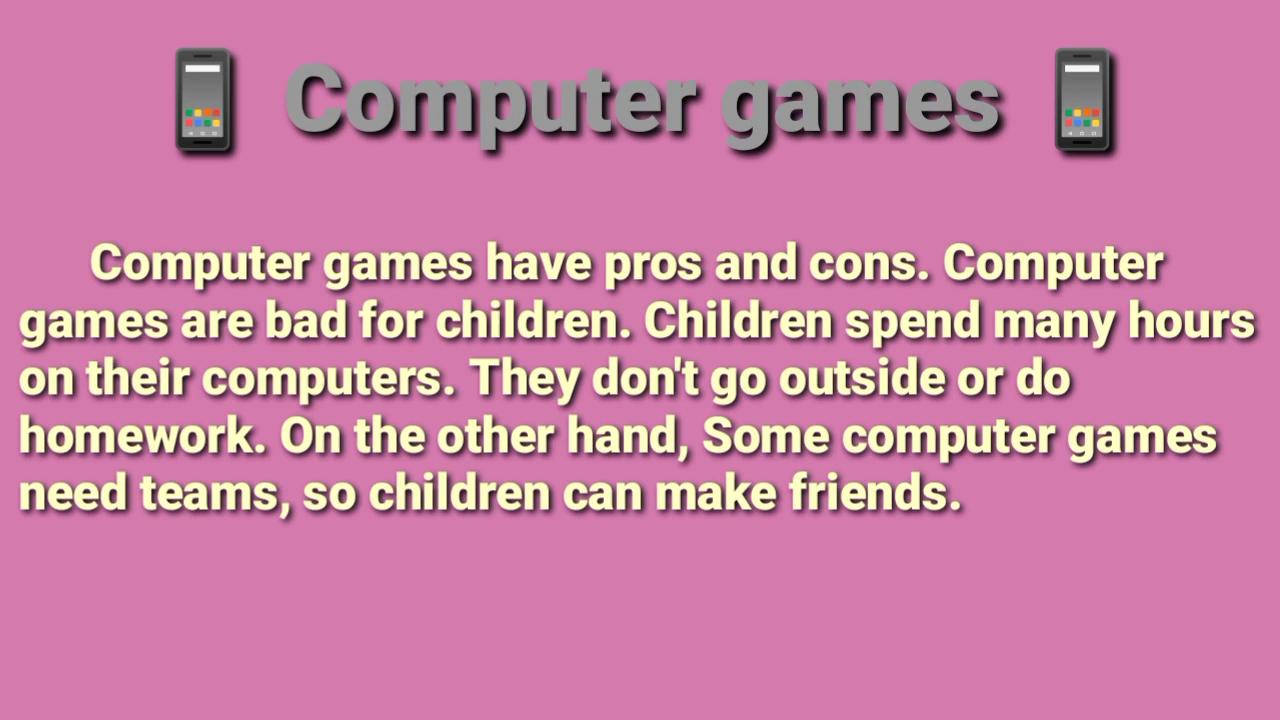 Computer games
Computer games have pros and cons. Computer
games are bad for children. Children spend many hours
on their computers. They don't go outside or do
homework. On the other hand, Some computer games
need teams, so children can make friends.